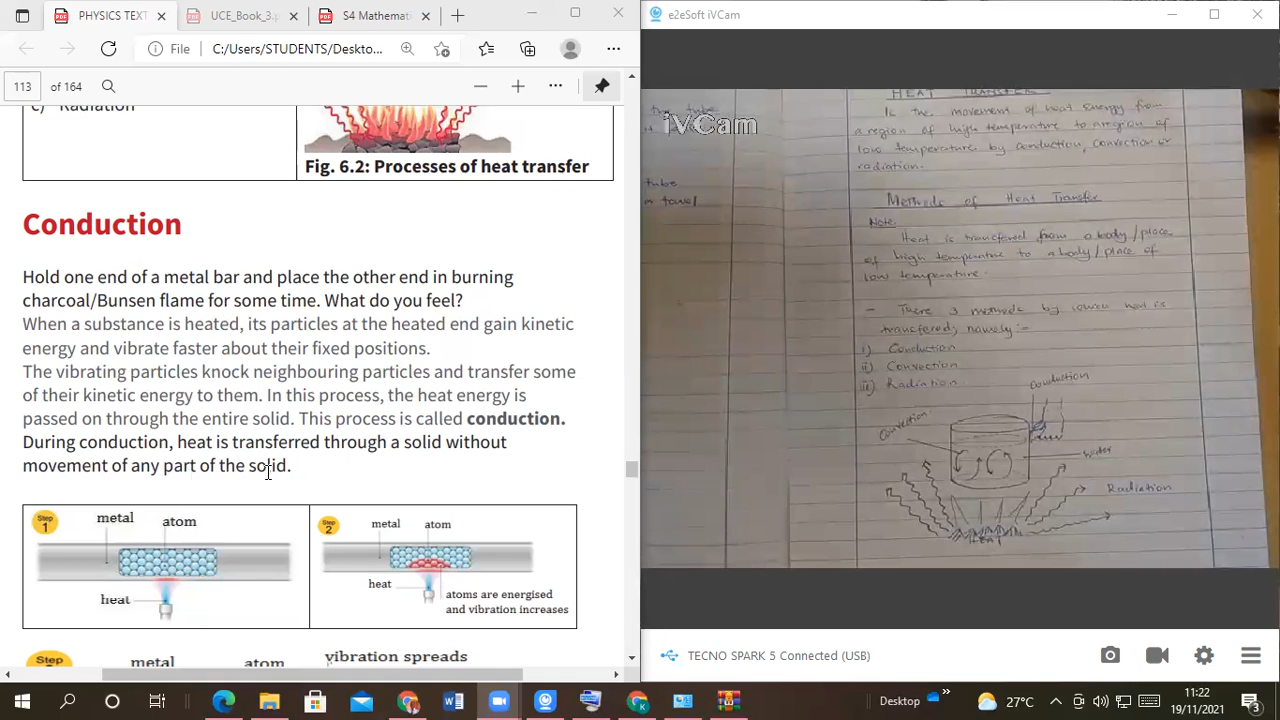 PHYSICS TEXT
UCE_Book_3.p
S4 Mathemat
File
C:/Users/STUDENTS/Deskto...
113
of 164
c) Radiation
Fig. 6.2: Processes of heat transfer
Conduction
Hold one end of a metal bar and place the other end in burning
charcoal/Bunsen flame for some time. What do you feel?
When a substance is heated, its particles at the heated end gain kinetic
energy and vibrate faster about their fixed positions.
The vibrating particles knock neighbouring particles and transfer some
of their kinetic energy to them. In this process, the heat energy is
passed on through the entire solid. This process is called conduction.
During conduction, heat is transferred through a solid without
movement of any part of the solid.
Step 1
metal
atom
heat
Step 2
metal
atom
heat
atoms are energised
and vibration increases
Step
metal
atom
vibration spreads
e2eSoft iVCam
iVCam
tube
tube
towel
HEAT TRANSFER
Is the movement of heat energy from
a region of high temperature to a region of
low temperature by conduction, convection or
radiation.
Methods of Heat Transfer
Note
Heat is transferred from a body/place
of high temperature to a body/place of
low temperature.
- There 3 methods by which heat is
transferred; namely:-
i) Conduction
ii) Convection
iii) Radiation
Conduction
Convection
Water
Radiation
HEAT
TECNO SPARK 5 Connected (USB)
Desktop
27°C
11:22
19/11/2021
3